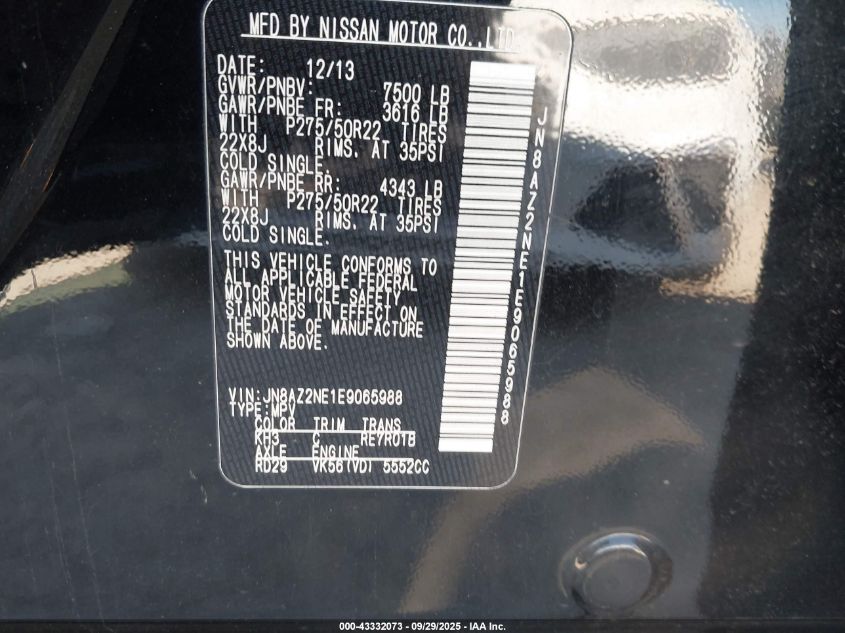 MFD BY NISSAN MOTOR CO.,LTD.
DATE: 12/13
GVWR/PNBV: 7500 LB
GAWR/PNBE FR: 3616 LB
WITH P275/50R22 TIRES
22X8J RIMS, AT 35PSI
COLD SINGLE.
GAWR/PNBE RR: 4343 LB
WITH P275/50R22 TIRES
22X8J RIMS, AT 35PSI
COLD SINGLE.
THIS VEHICLE CONFORMS TO
ALL APPLICABLE FEDERAL
MOTOR VEHICLE SAFETY
STANDARDS IN EFFECT ON
THE DATE OF MANUFACTURE
SHOWN ABOVE.
VIN:JN8AZ2NE1E9065988
TYPE:MPV
COLOR TRIM TRANS
KH3 C RE7R01B
AXLE ENGINE
RD29 VK56(VD) 5552CC
JN8AZ2NE1E9065988
000-43332073 - 09/29/2025 - IAA Inc.